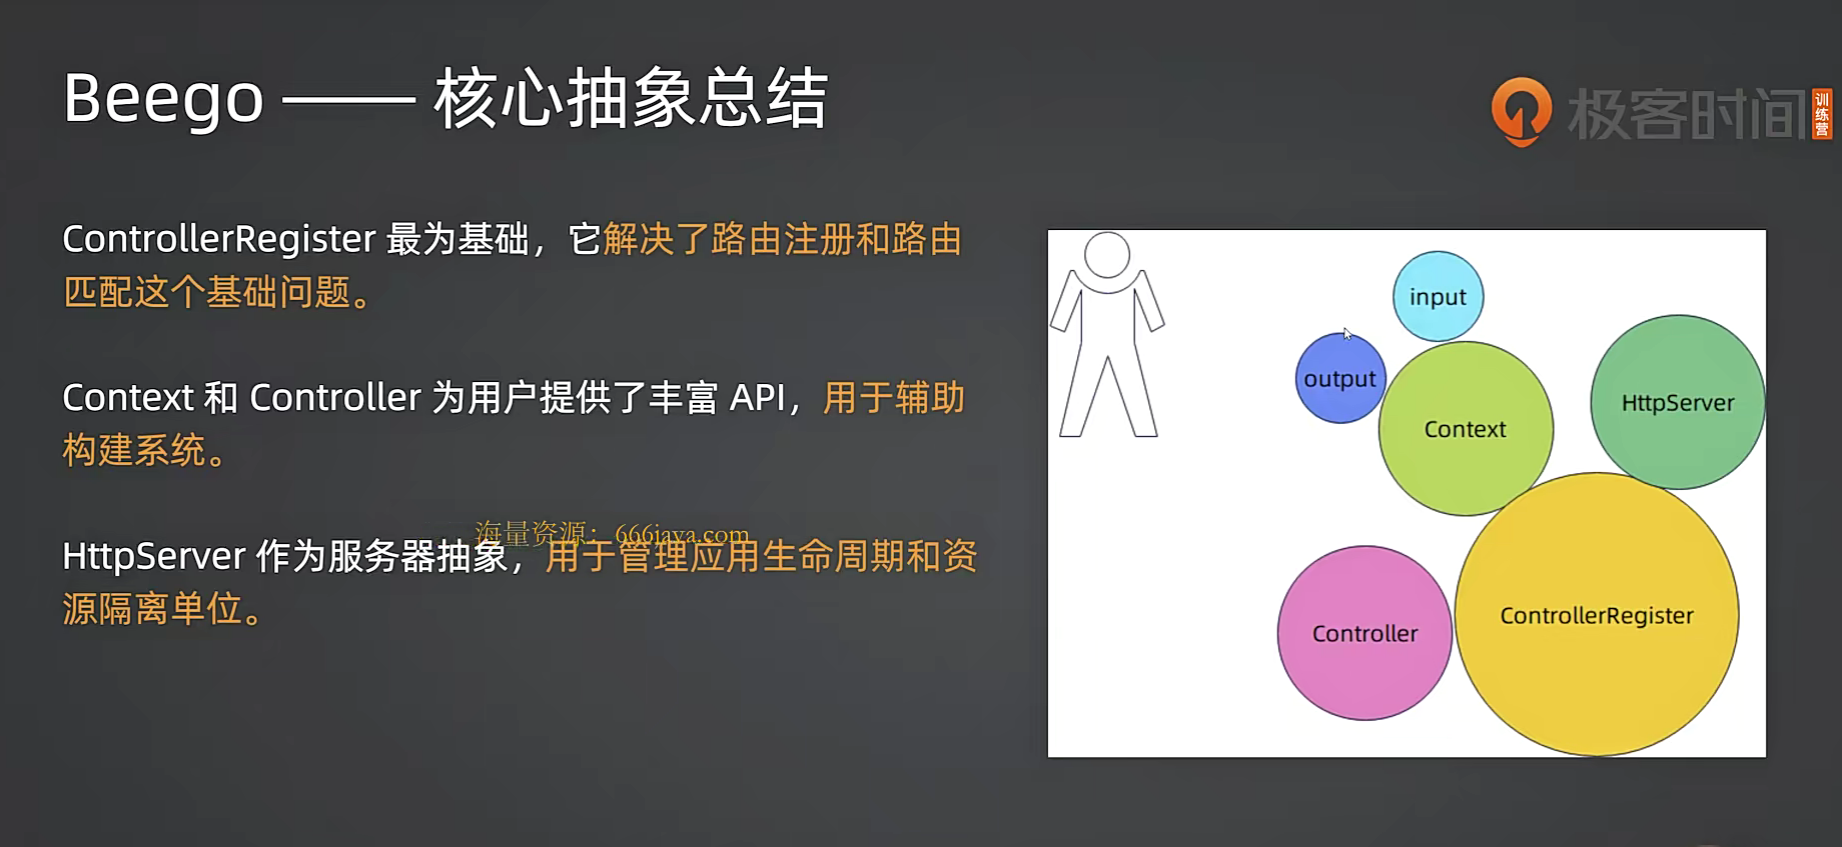 Beego —— 核心抽象总结
极客时间
训练营
ControllerRegister 最为基础，它解决了路由注册和路由
匹配这个基础问题。
Context 和 Controller 为用户提供了丰富 API，用于辅助
构建系统。
海量资源：666java.com
HttpServer 作为服务器抽象，用于管理应用生命周期和资
源隔离单位。
input
output
HttpServer
Context
ControllerRegister
Controller